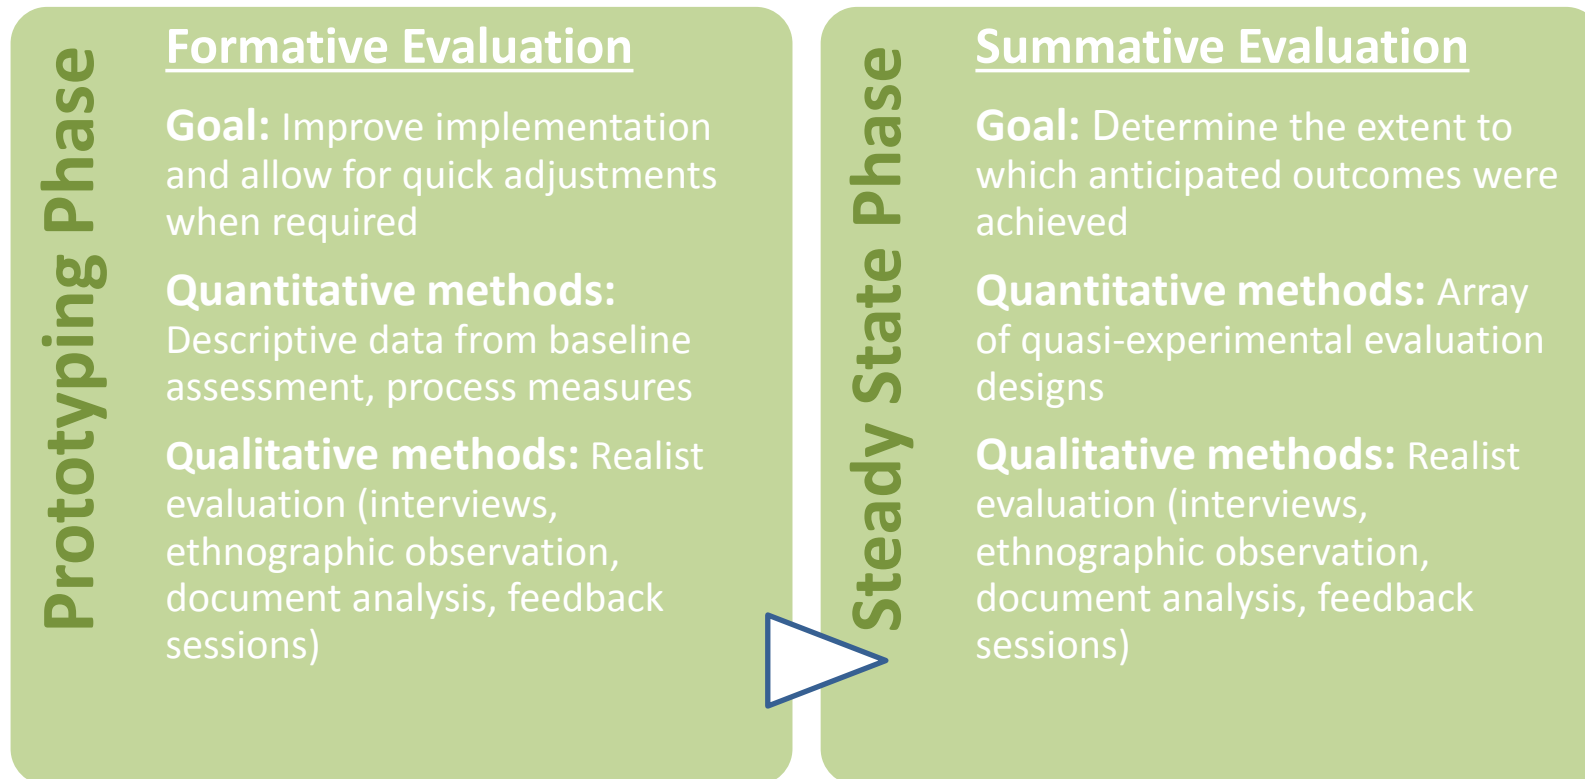 Prototyping Phase
Formative Evaluation
Goal: Improve implementation
and allow for quick adjustments
when required
Quantitative methods:
Descriptive data from baseline
assessment, process measures
Qualitative methods: Realist
evaluation (interviews,
ethnographic observation,
document analysis, feedback
sessions)
Steady State Phase
Summative Evaluation
Goal: Determine the extent to
which anticipated outcomes were
achieved
Quantitative methods: Array
of quasi-experimental evaluation
designs
Qualitative methods: Realist
evaluation (interviews,
ethnographic observation,
document analysis, feedback
sessions)